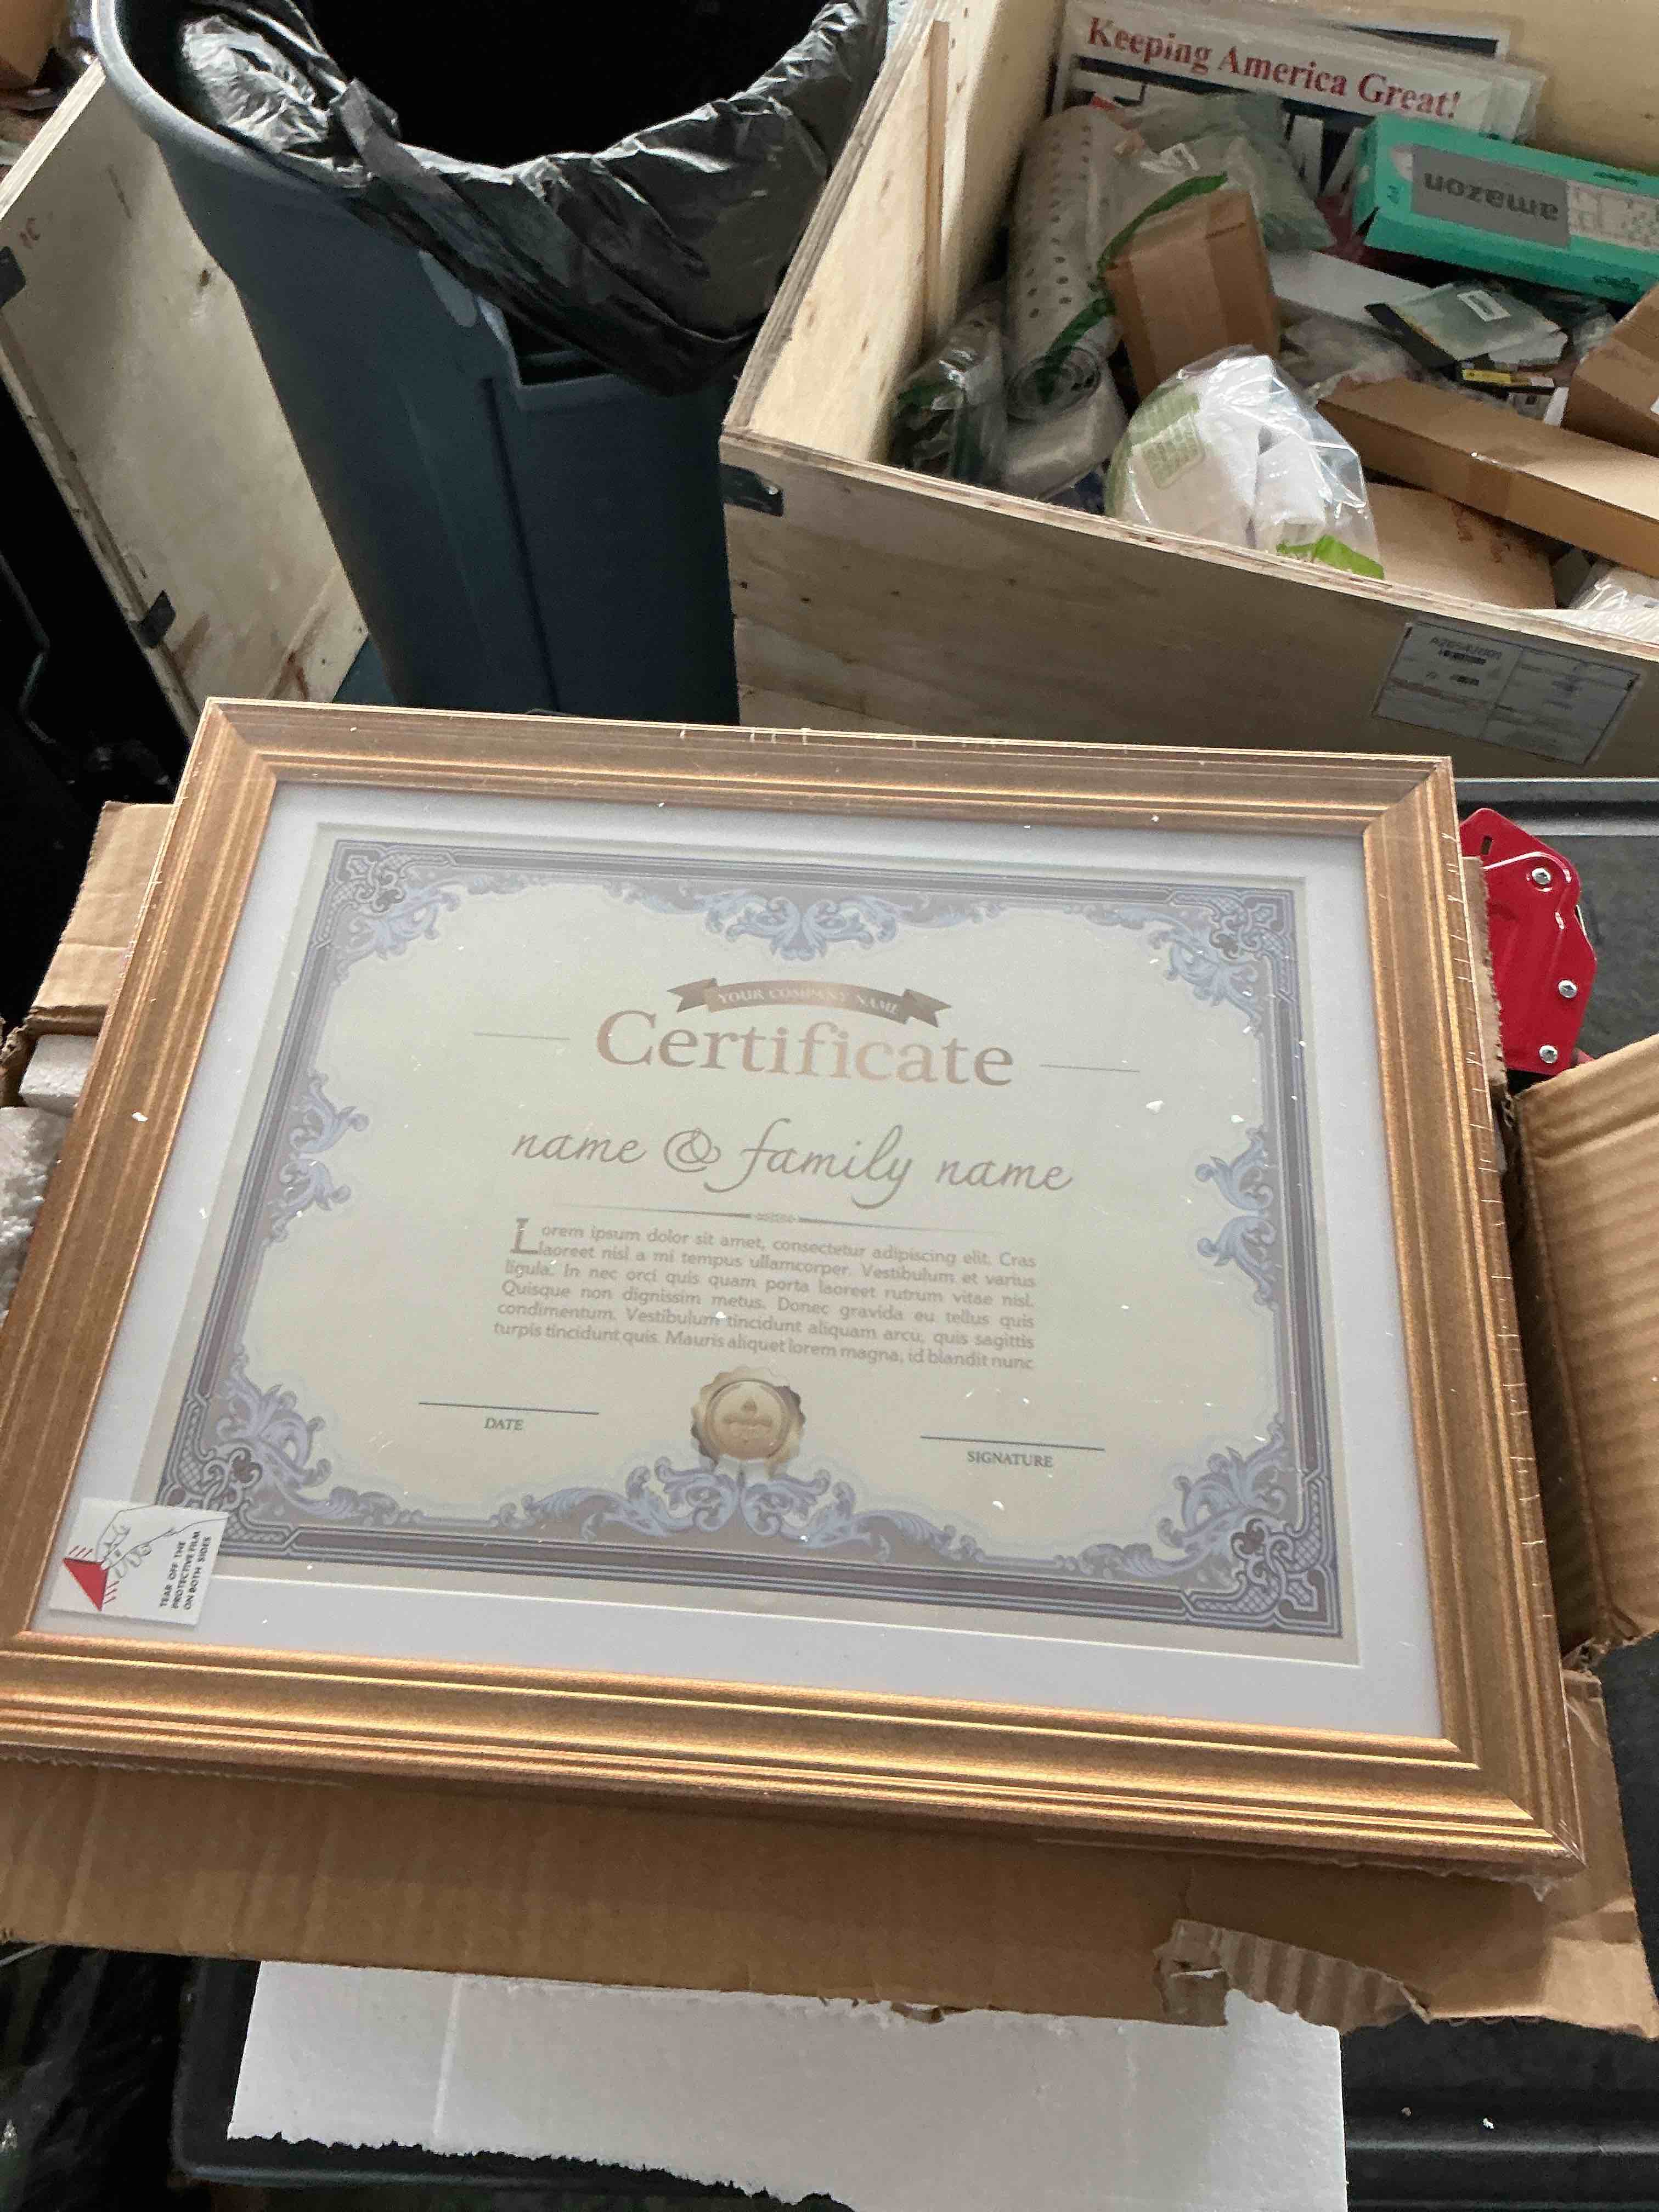 Keeping America Great!
amazon
YOUR COMPANY NAME
Certificate
name & family name
Lorem ipsum dolor sit amet, consectetur adipiscing elit. Cras
laoreet nisl a mi tempus ullamcorper. Vestibulum et varius
ligula. In nec orci quis quam porta laoreet rutrum vitae nisl.
Quisque non dignissim metus. Donec gravida eu tellus quis
condimentum. Vestibulum tincidunt aliquam arcu, quis sagittis
turpis tincidunt quis. Mauris aliquet lorem magna, id blandit nunc
DATE
SIGNATURE
TEAR OFF THE
PROTECTIVE FILM
ON BOTH SIDES